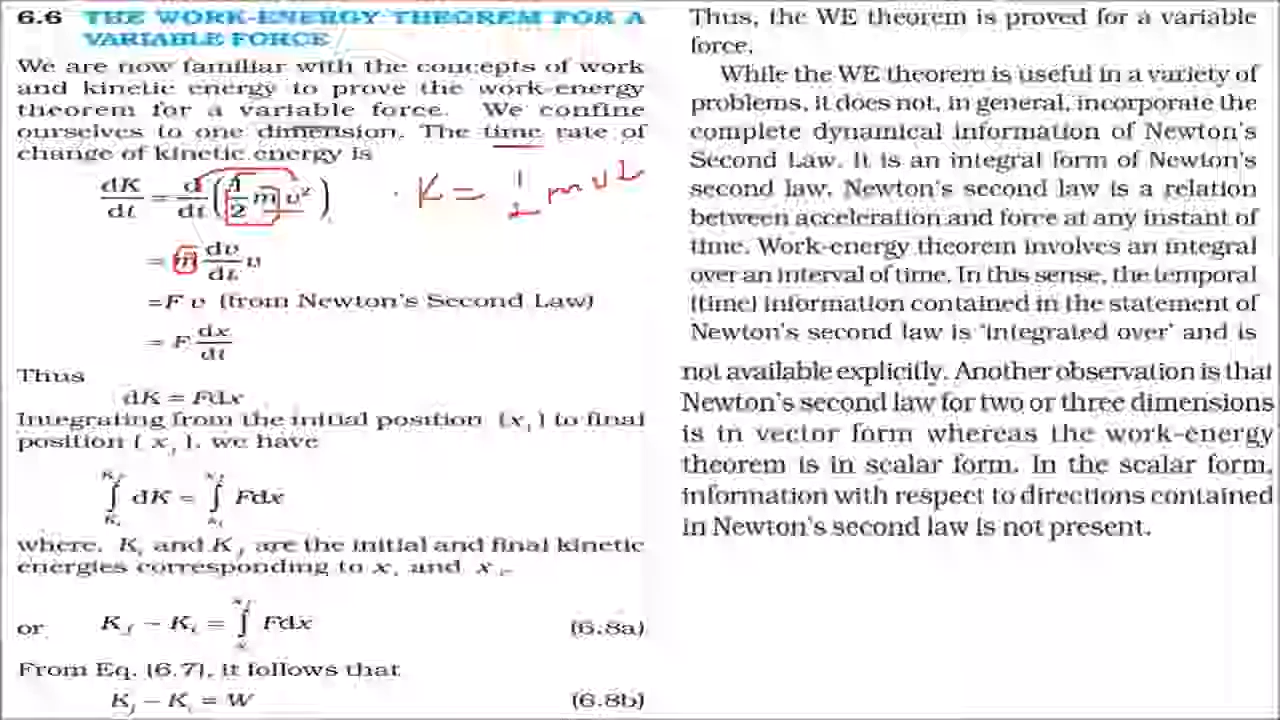 6.6 THE WORK-ENERGY THEOREM FOR A
VARIABLE FORCE
We are now familiar with the concepts of work
and kinetic energy to prove the work-energy
theorem for a variable force. We confine
ourselves to one dimension. The time rate of
change of kinetic energy is
dK/dt = d/dt (1/2 m v²)
K = 1/2 mv2
= m dv/dt v
=F v (from Newton's Second Law)
= F dx/dt
Thus
dK = Fdx
Integrating from the initial position (xᵢ) to final
position ( x_f ), we have
∫ dK = ∫ Fdx
where, Kᵢ and K_f are the initial and final kinetic
energies corresponding to xᵢ and x_f.
or K_f − Kᵢ = ∫ Fdx (6.8a)
From Eq. (6.7), it follows that
K_f − Kᵢ = W (6.8b)
Thus, the WE theorem is proved for a variable
force.
While the WE theorem is useful in a variety of
problems, it does not, in general, incorporate the
complete dynamical information of Newton's
Second Law. It is an integral form of Newton's
second law. Newton's second law is a relation
between acceleration and force at any instant of
time. Work-energy theorem involves an integral
over an interval of time. In this sense, the temporal
(time) information contained in the statement of
Newton's second law is 'integrated over' and is
not available explicitly. Another observation is that
Newton's second law for two or three dimensions
is in vector form whereas the work-energy
theorem is in scalar form. In the scalar form,
information with respect to directions contained
in Newton's second law is not present.